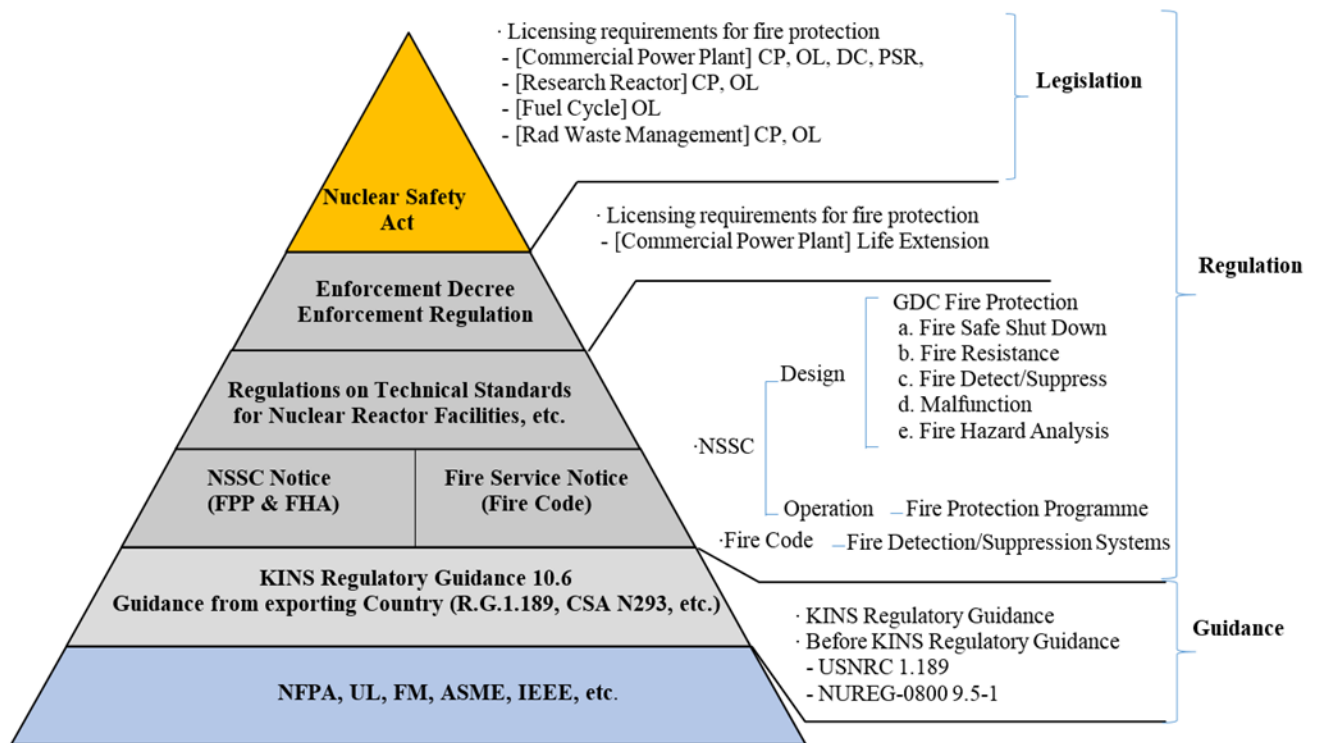 · Licensing requirements for fire protection
- [Commercial Power Plant] CP, OL, DC, PSR,
- [Research Reactor] CP, OL
- [Fuel Cycle] OL
- [Rad Waste Management] CP, OL
Legislation
Nuclear Safety
Act
· Licensing requirements for fire protection
- [Commercial Power Plant] Life Extension
Regulation
Enforcement Decree
Enforcement Regulation
Regulations on Technical Standards
for Nuclear Reactor Facilities, etc.
NSSC Notice
(FPP & FHA)
Fire Service Notice
(Fire Code)
·NSSC
Design
GDC Fire Protection
a. Fire Safe Shut Down
b. Fire Resistance
c. Fire Detect/Suppress
d. Malfunction
e. Fire Hazard Analysis
Operation
Fire Protection Programme
·Fire Code
Fire Detection/Suppression Systems
KINS Regulatory Guidance 10.6
Guidance from exporting Country (R.G.1.189, CSA N293, etc.)
· KINS Regulatory Guidance
· Before KINS Regulatory Guidance
- USNRC 1.189
- NUREG-0800 9.5-1
Guidance
NFPA, UL, FM, ASME, IEEE, etc.